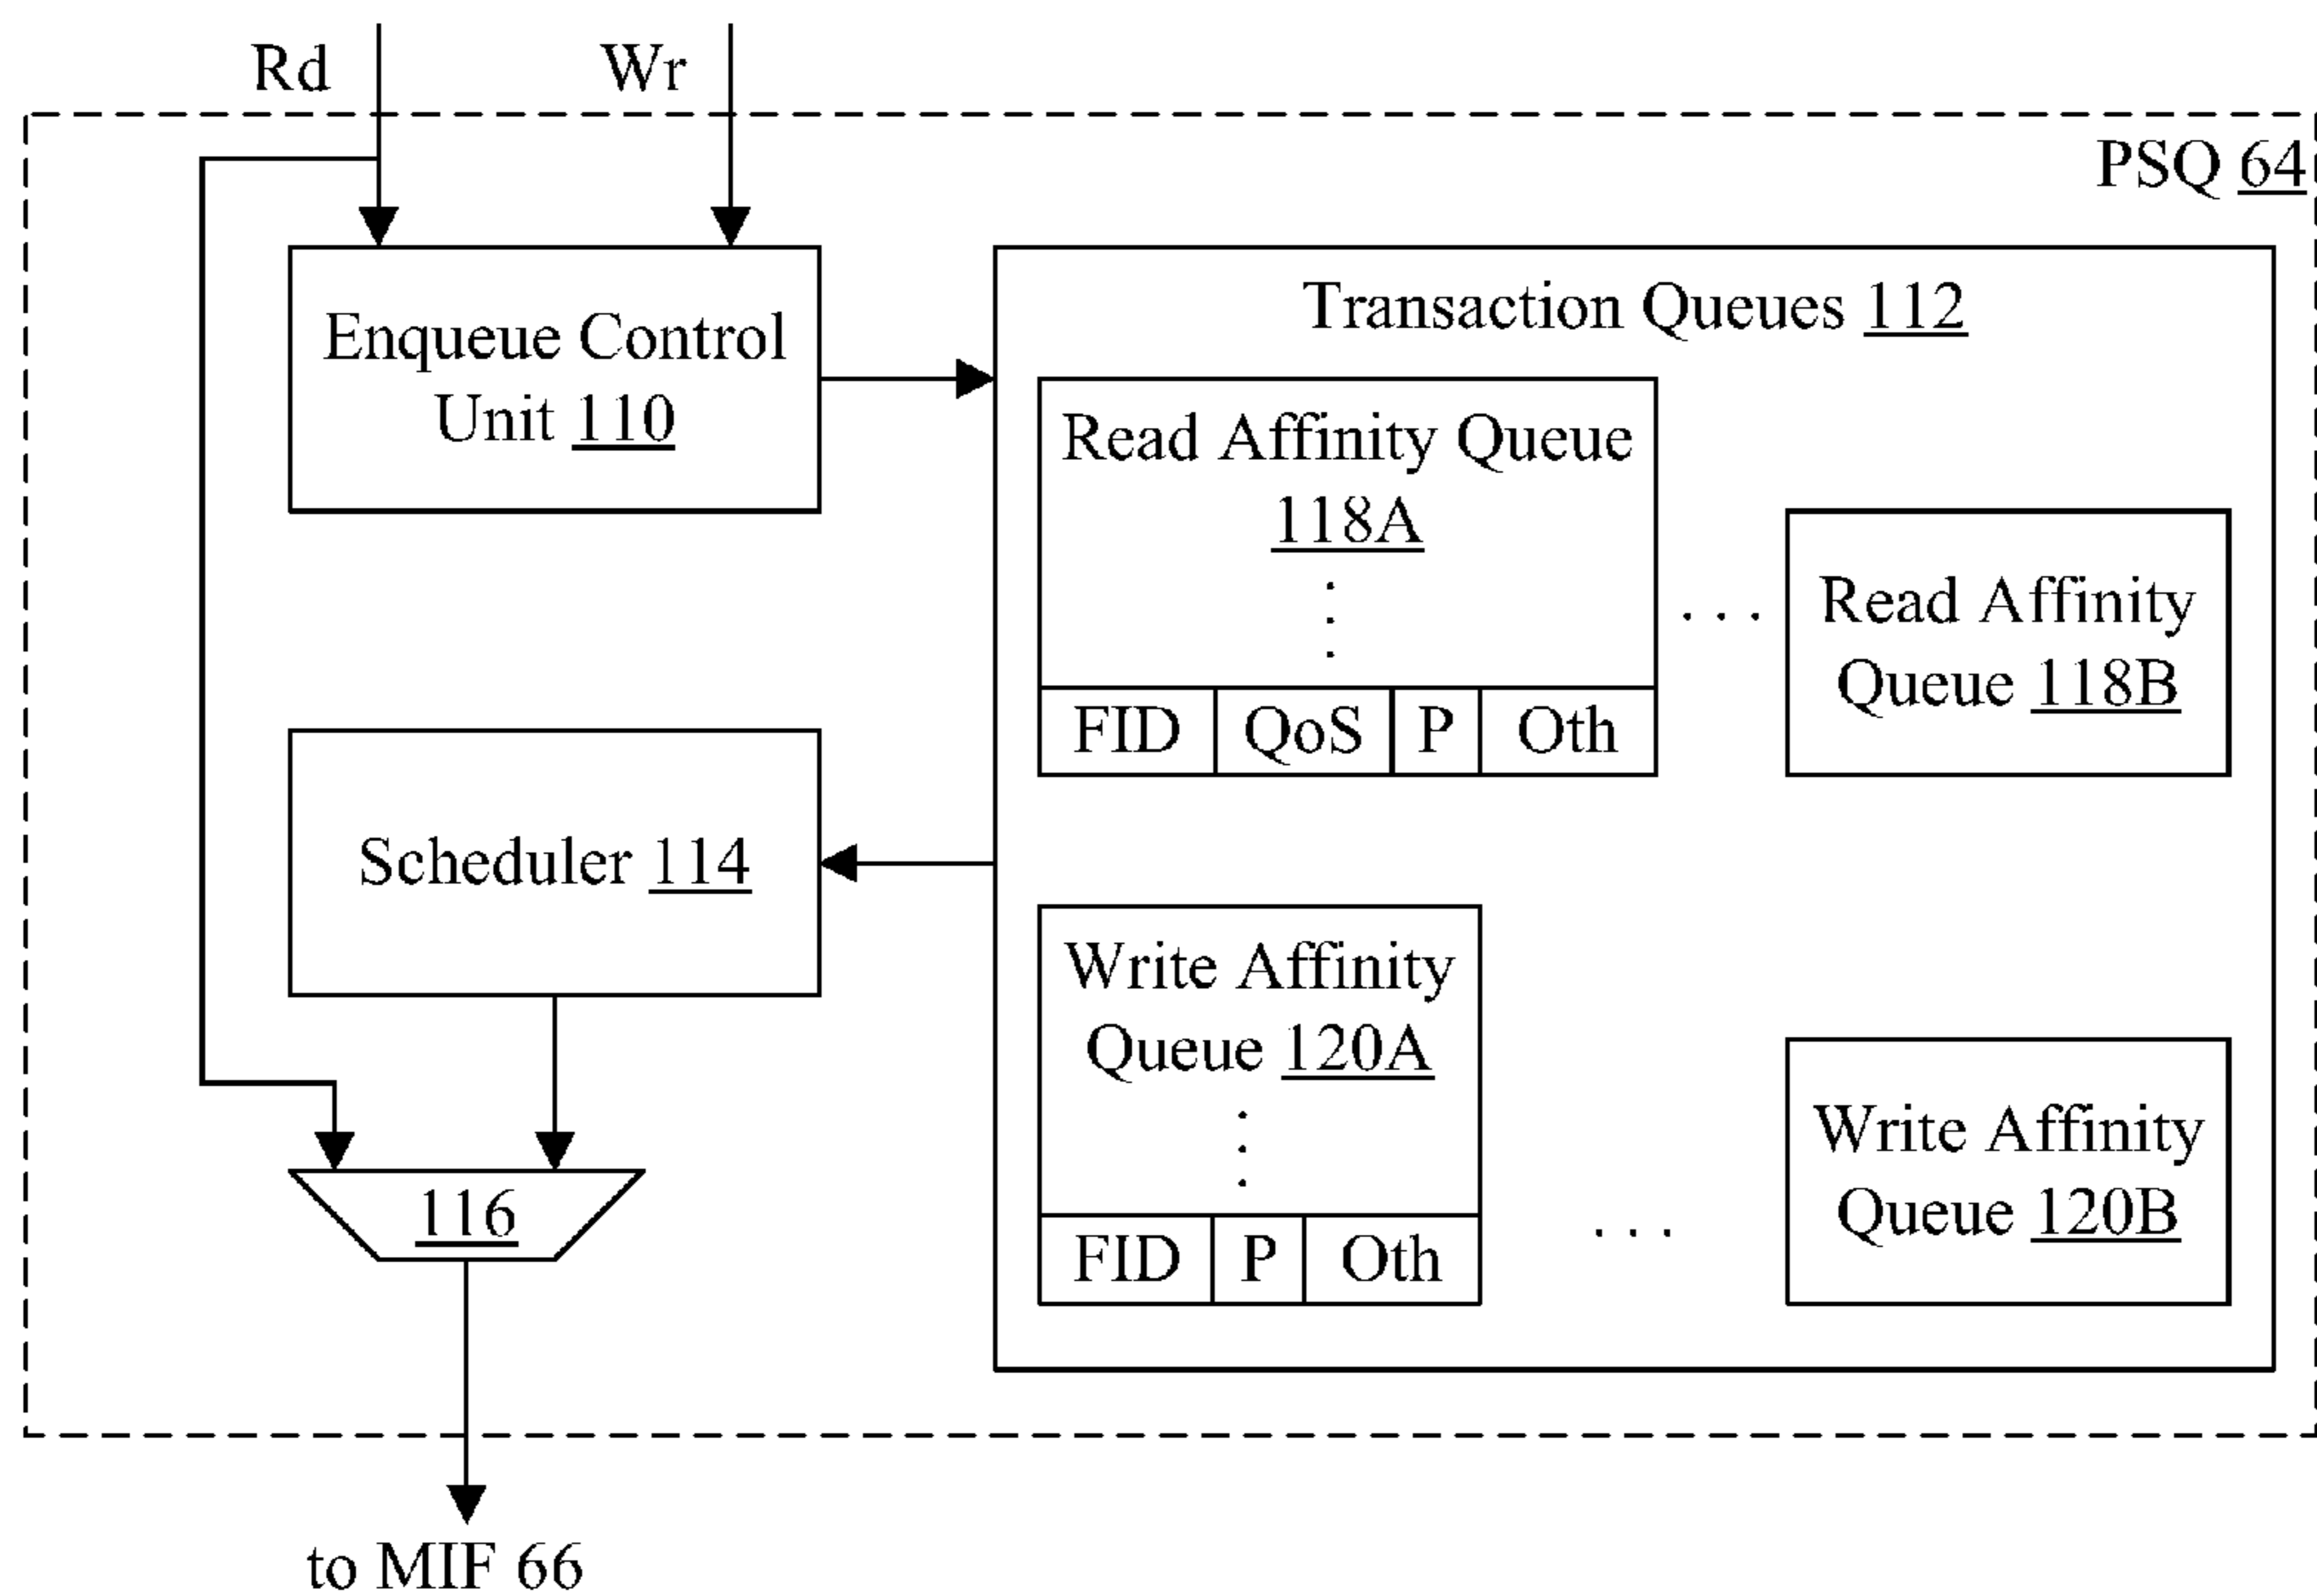 Rd
Wr
PSQ 64
Enqueue Control
Unit 110
Transaction Queues 112
Read Affinity Queue
118A
FID QoS P Oth
Read Affinity
Queue 118B
Scheduler 114
Write Affinity
Queue 120A
FID P Oth
Write Affinity
Queue 120B
116
to MIF 66